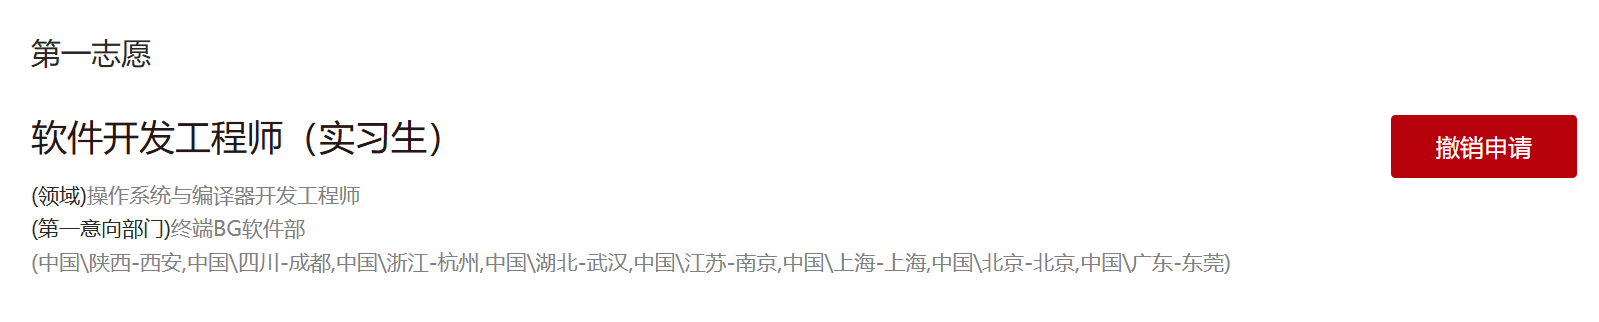 第一志愿
软件开发工程师（实习生）
撤销申请
(领域)操作系统与编译器开发工程师
(第一意向部门)终端BG软件部
(中国\陕西-西安,中国\四川-成都,中国\浙江-杭州,中国\湖北-武汉,中国\江苏-南京,中国\上海-上海,中国\北京-北京,中国\广东-东莞)